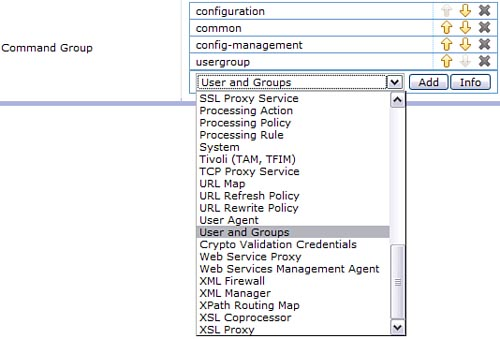 configuration
common
Command Group
config-management
usergroup
User and Groups
Add
Info
SSL Proxy Service
Processing Action
Processing Policy
Processing Rule
System
Tivoli (TAM, TFIM)
TCP Proxy Service
URL Map
URL Refresh Policy
URL Rewrite Policy
User Agent
User and Groups
Crypto Validation Credentials
Web Service Proxy
Web Services Management Agent
XML Firewall
XML Manager
XPath Routing Map
XSL Coprocessor
XSL Proxy